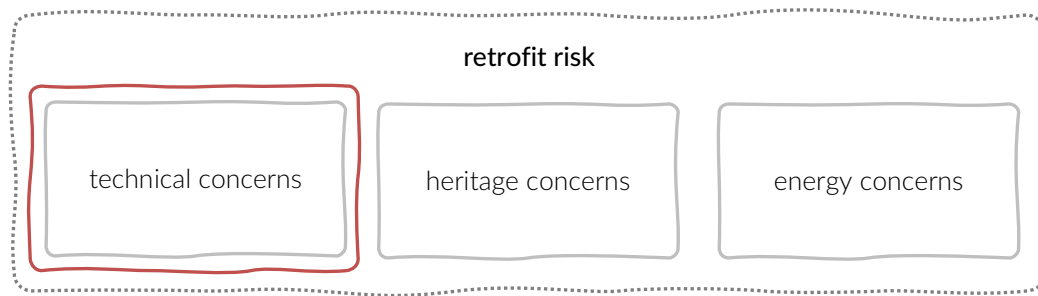 retrofit risk
technical concerns
heritage concerns
energy concerns